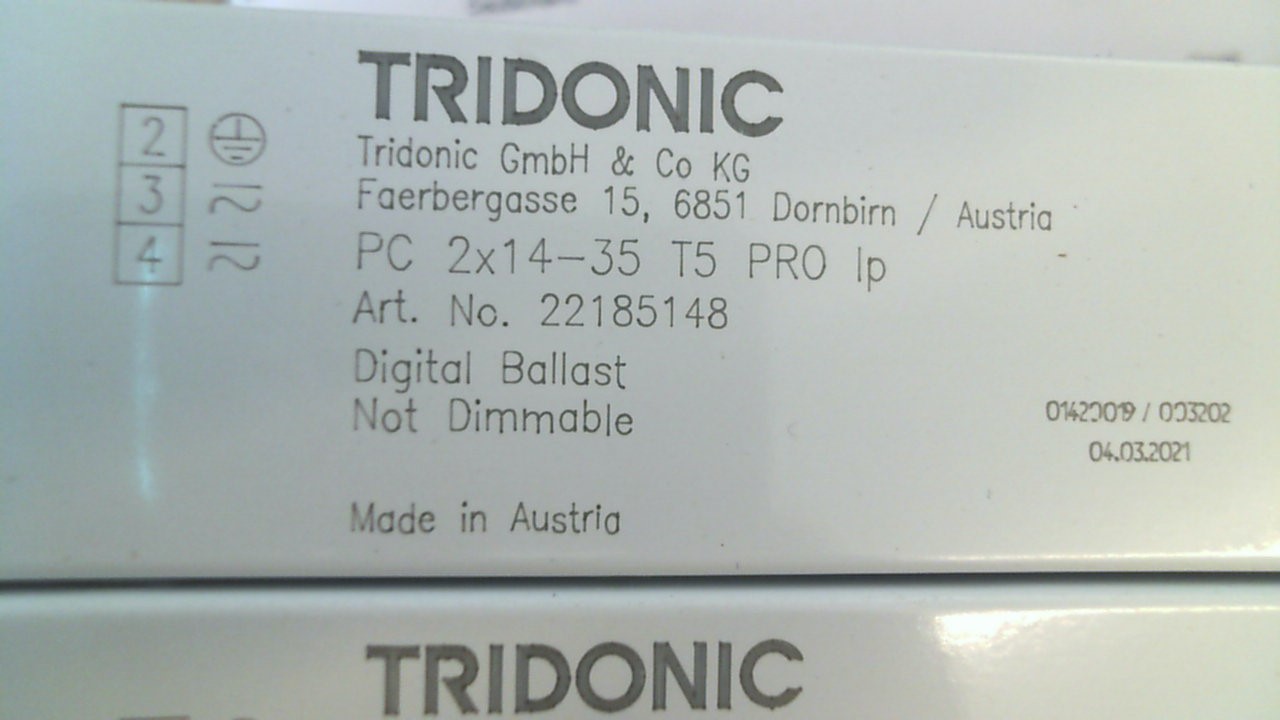 2
3
4
TRIDONIC
Tridonic GmbH & Co KG
Faerbergasse 15, 6851 Dornbirn / Austria
PC 2x14-35 T5 PRO lp
Art. No. 22185148
Digital Ballast
Not Dimmable
01420019 / 003202
04.03.2021
Made in Austria
TRIDONIC